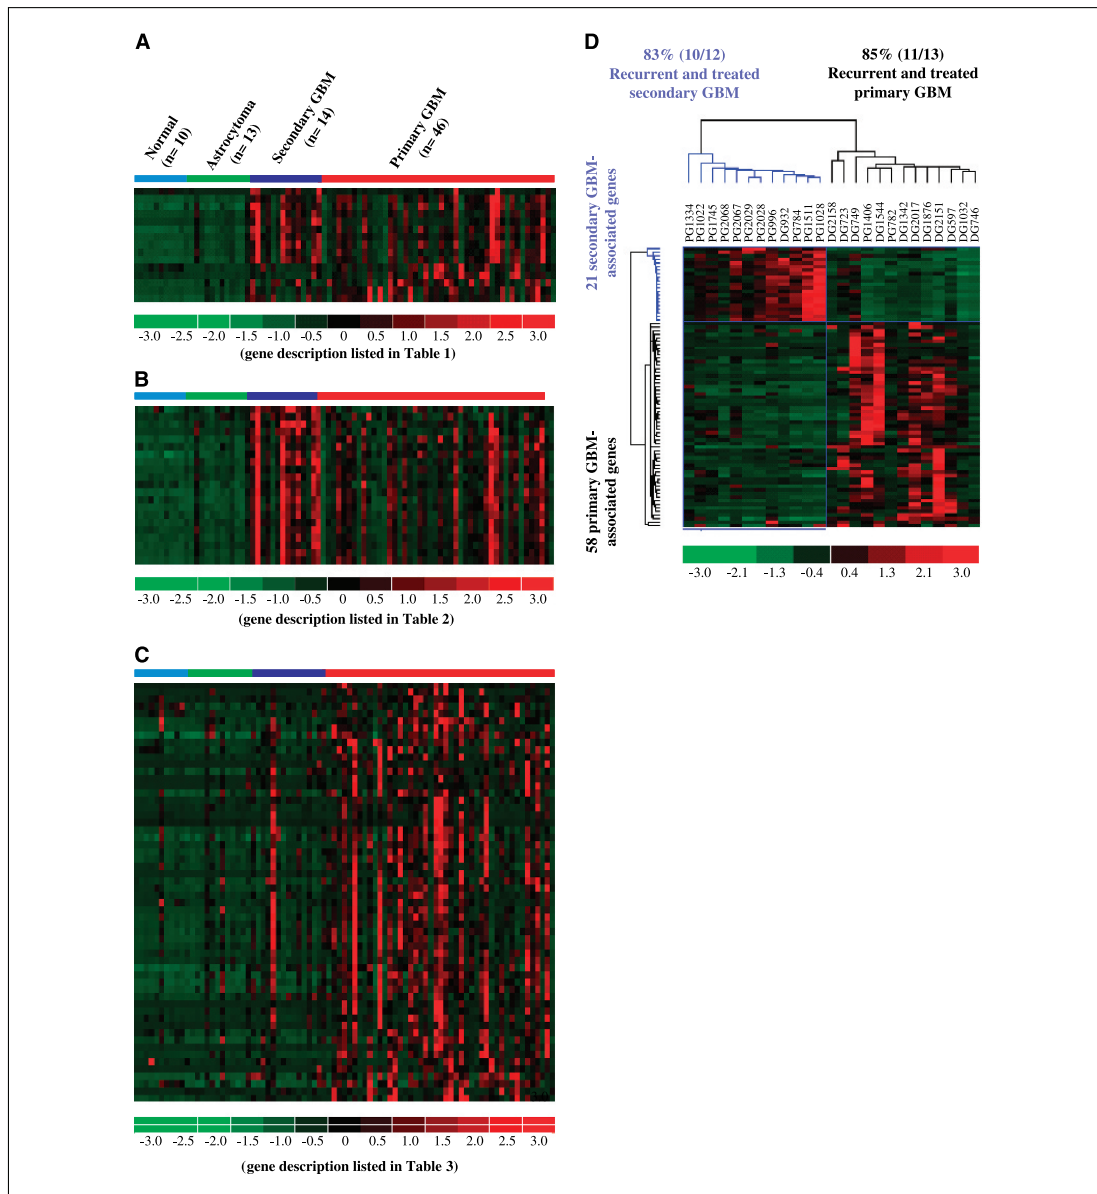 A
Normal
(n= 10)
Astrocytoma
(n= 13)
Secondary GBM
(n= 14)
Primary GBM
(n= 46)
-3.0 -2.5 -2.0 -1.5 -1.0 -0.5 0 0.5 1.0 1.5 2.0 2.5 3.0
(gene description listed in Table 1)
B
-3.0 -2.5 -2.0 -1.5 -1.0 -0.5 0 0.5 1.0 1.5 2.0 2.5 3.0
(gene description listed in Table 2)
C
-3.0 -2.5 -2.0 -1.5 -1.0 -0.5 0 0.5 1.0 1.5 2.0 2.5 3.0
(gene description listed in Table 3)
D
83% (10/12)
Recurrent and treated
secondary GBM
85% (11/13)
Recurrent and treated
primary GBM
PG1334
PG1022
PG1745
PG2068
PG2067
PG2029
PG2028
PG996
DG932
PG784
PG1511
PG1028
DG2158
DG723
DG749
PG1406
DG1544
PG782
DG1342
DG2017
DG1876
DG2151
DG597
DG1032
DG746
21 secondary GBM-
associated genes
58 primary GBM-
associated genes
-3.0 -2.1 -1.3 -0.4 0.4 1.3 2.1 3.0